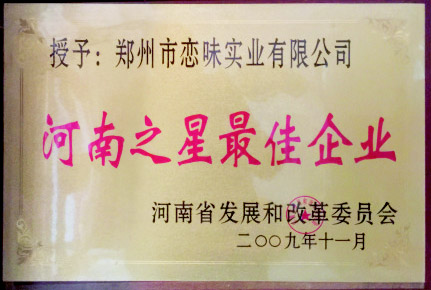 授予：郑州市恋味实业有限公司
河南之星最佳企业
河南省发展和改革委员会
二〇〇九年十一月